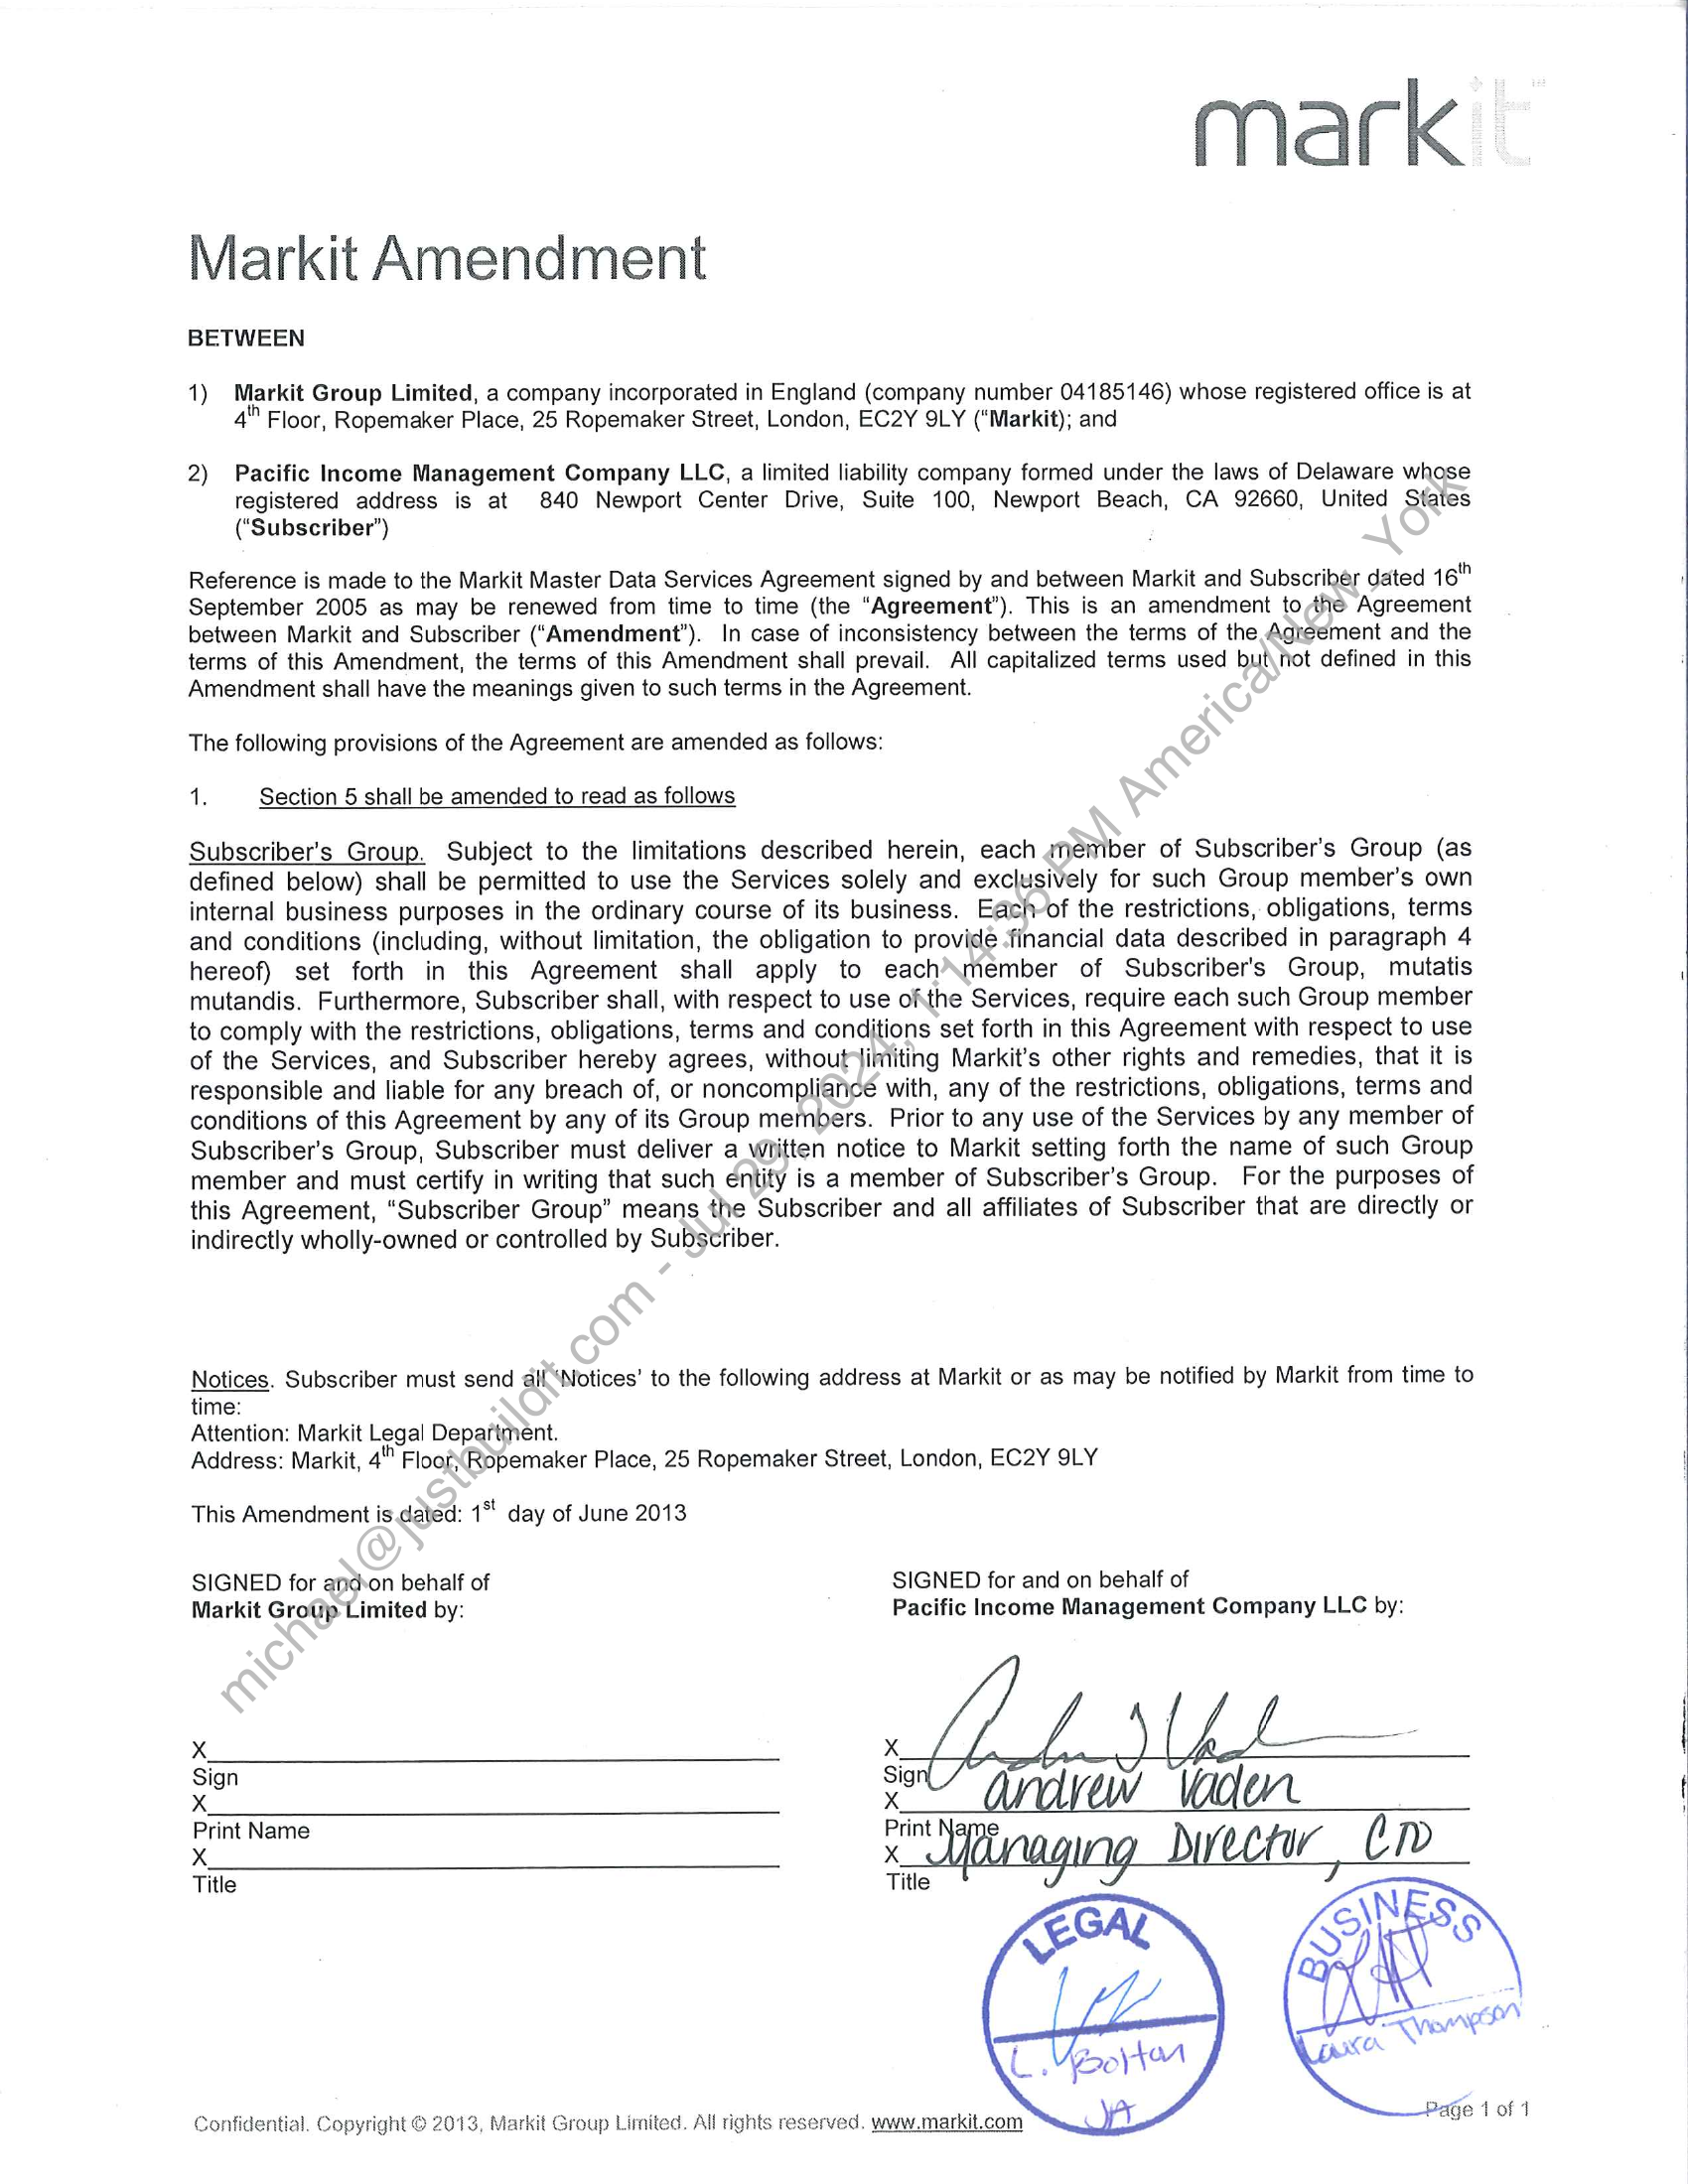 markit
Markit Amendment
BETWEEN
1) Markit Group Limited, a company incorporated in England (company number 04185146) whose registered office is at
4th Floor, Ropemaker Place, 25 Ropemaker Street, London, EC2Y 9LY ("Markit); and
2) Pacific Income Management Company LLC, a limited liability company formed under the laws of Delaware whose
registered address is at 840 Newport Center Drive, Suite 100, Newport Beach, CA 92660, United States
("Subscriber")
Reference is made to the Markit Master Data Services Agreement signed by and between Markit and Subscriber dated 16th
September 2005 as may be renewed from time to time (the "Agreement"). This is an amendment to the Agreement
between Markit and Subscriber ("Amendment"). In case of inconsistency between the terms of the Agreement and the
terms of this Amendment, the terms of this Amendment shall prevail. All capitalized terms used but not defined in this
Amendment shall have the meanings given to such terms in the Agreement.
The following provisions of the Agreement are amended as follows:
1. Section 5 shall be amended to read as follows
Subscriber's Group. Subject to the limitations described herein, each member of Subscriber's Group (as
defined below) shall be permitted to use the Services solely and exclusively for such Group member's own
internal business purposes in the ordinary course of its business. Each of the restrictions, obligations, terms
and conditions (including, without limitation, the obligation to provide financial data described in paragraph 4
hereof) set forth in this Agreement shall apply to each member of Subscriber's Group, mutatis
mutandis. Furthermore, Subscriber shall, with respect to use of the Services, require each such Group member
to comply with the restrictions, obligations, terms and conditions set forth in this Agreement with respect to use
of the Services, and Subscriber hereby agrees, without limiting Markit's other rights and remedies, that it is
responsible and liable for any breach of, or noncompliance with, any of the restrictions, obligations, terms and
conditions of this Agreement by any of its Group members. Prior to any use of the Services by any member of
Subscriber's Group, Subscriber must deliver a written notice to Markit setting forth the name of such Group
member and must certify in writing that such entity is a member of Subscriber's Group. For the purposes of
this Agreement, "Subscriber Group" means the Subscriber and all affiliates of Subscriber that are directly or
indirectly wholly-owned or controlled by Subscriber.
Notices. Subscriber must send all 'Notices' to the following address at Markit or as may be notified by Markit from time to
time:
Attention: Markit Legal Department.
Address: Markit, 4th Floor, Ropemaker Place, 25 Ropemaker Street, London, EC2Y 9LY
This Amendment is dated: 1st day of June 2013
SIGNED for and on behalf of
Markit Group Limited by:
X
Sign
X
Print Name
X
Title
SIGNED for and on behalf of
Pacific Income Management Company LLC by:
X
Sign
X andrew Vaden
Print Name
X Managing Director, CTO
Title
LEGAL
L. Bolton
JA
BUSINESS
Laura Thompson
Confidential. Copyright © 2013, Markit Group Limited. All rights reserved. www.markit.com
Page 1 of 1
michael@justbuildit.com - Jul 29, 2024, 1:14:36 PM America/New_York